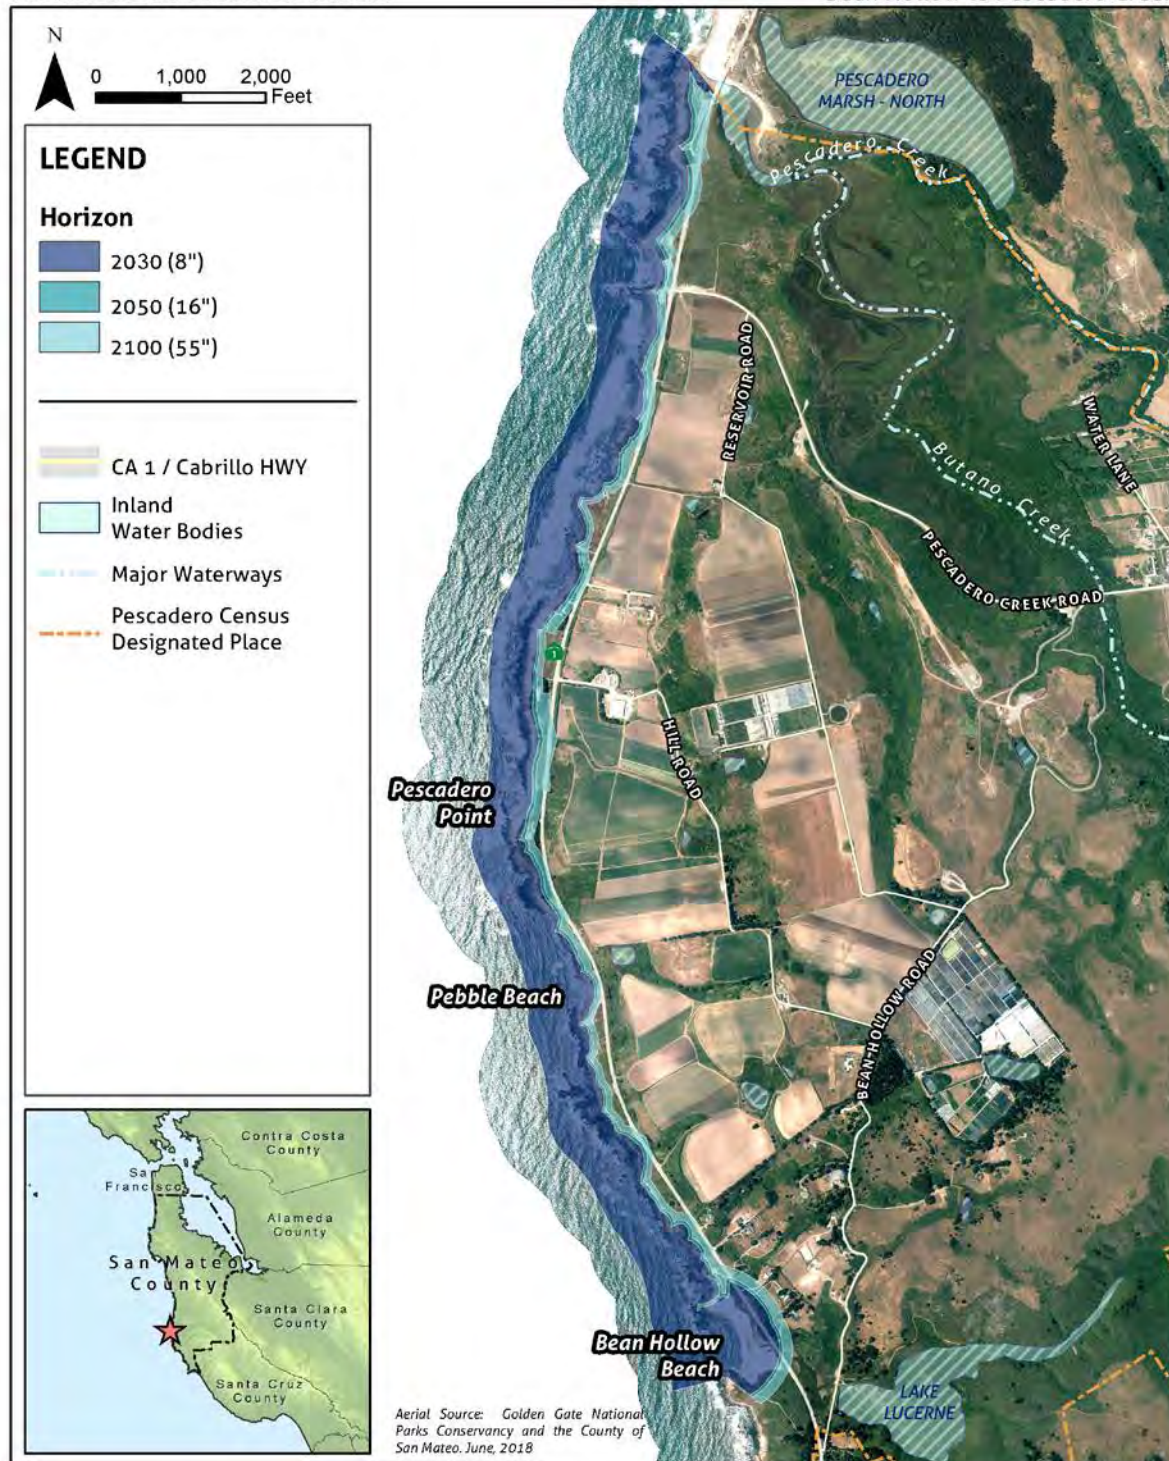 N
0 1,000 2,000
Feet
LEGEND
Horizon
2030 (8")
2050 (16")
2100 (55")
CA 1 / Cabrillo HWY
Inland
Water Bodies
Major Waterways
Pescadero Census
Designated Place
PESCADERO
MARSH - NORTH
Pescadero Creek
RESERVOIR ROAD
WATER LANE
Butano Creek
PESCADERO CREEK ROAD
1
HILL ROAD
Pescadero
Point
Pebble Beach
BEAN HOLLOW ROAD
Bean Hollow
Beach
LAKE
LUCERNE
Contra Costa
County
Sa
Francisco
Alameda
County
San Mateo
County
Santa Clara
County
Santa Cruz
County
Aerial Source: Golden Gate National
Parks Conservancy and the County of
San Mateo. June, 2018